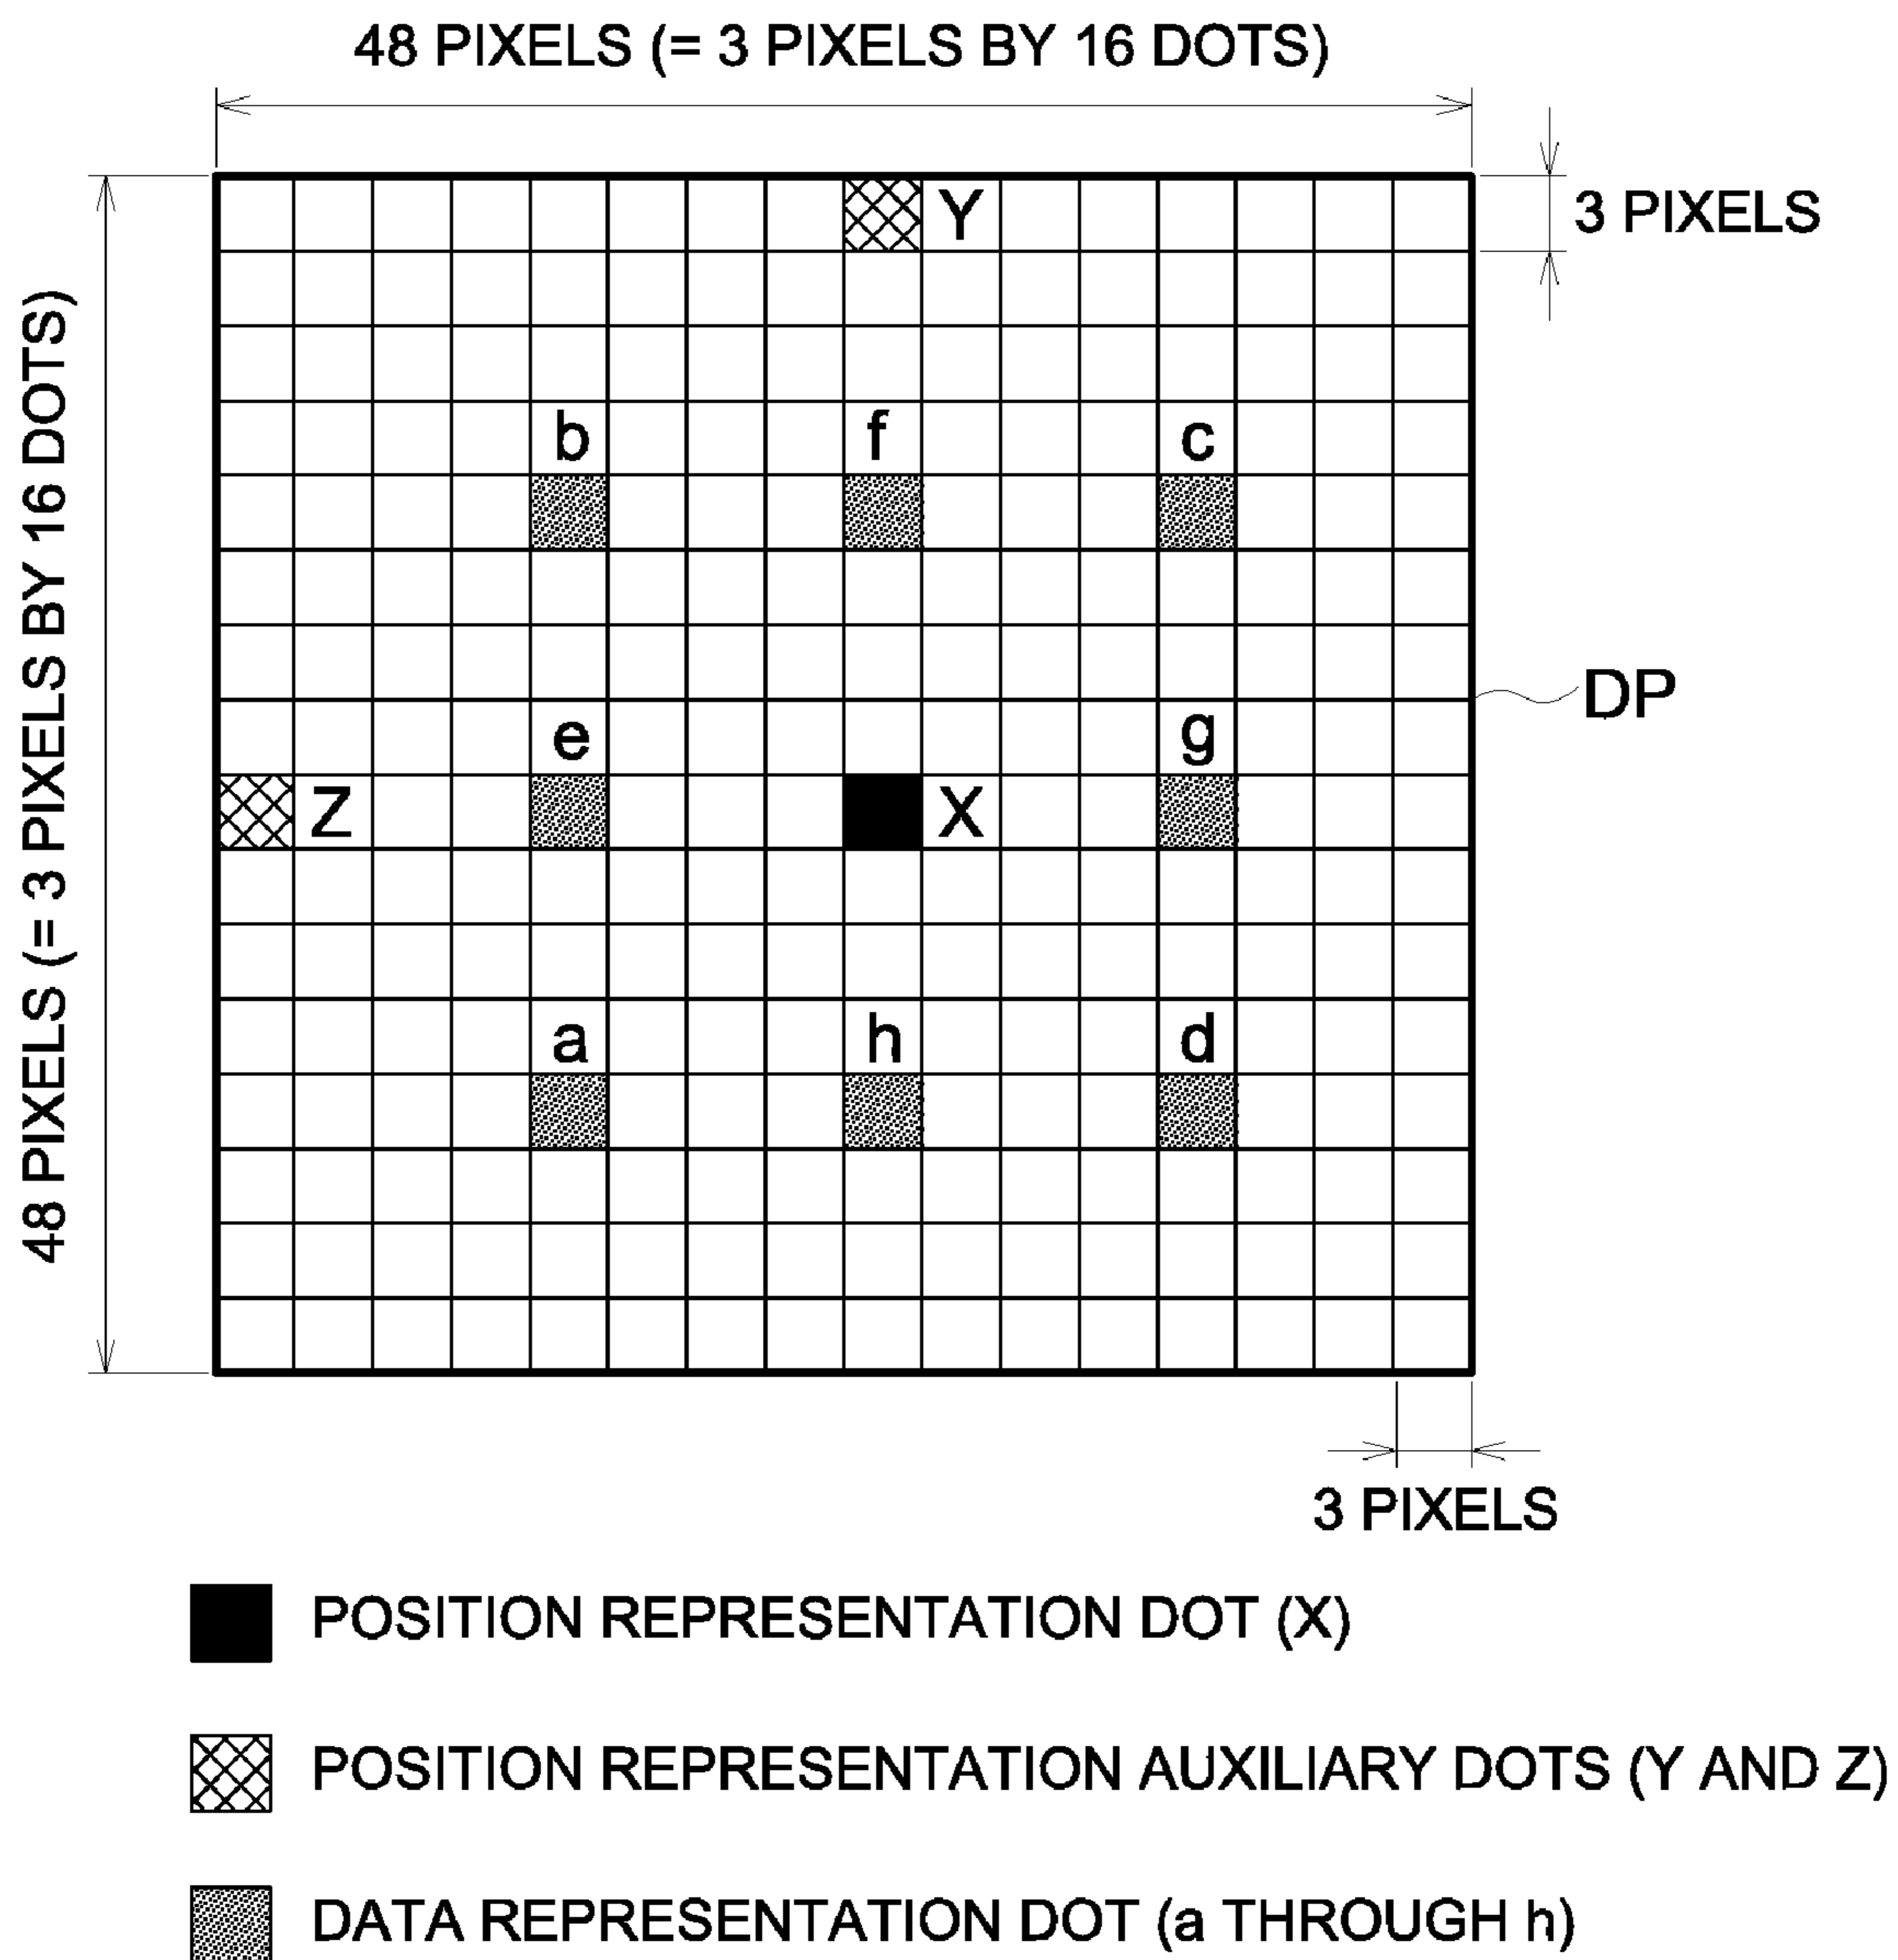 48 PIXELS (= 3 PIXELS BY 16 DOTS)
48 PIXELS (= 3 PIXELS BY 16 DOTS)
Y
3 PIXELS
b f c
DP
e g
Z X
a h d
3 PIXELS
POSITION REPRESENTATION DOT (X)
POSITION REPRESENTATION AUXILIARY DOTS (Y AND Z)
DATA REPRESENTATION DOT (a THROUGH h)